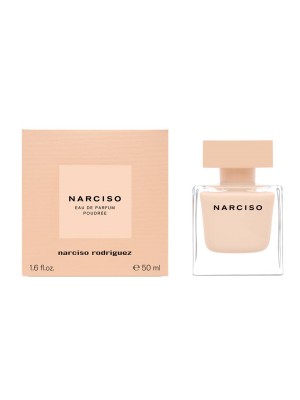 NARCISO
EAU DE PARFUM
POUDRÉE
narciso rodriguez
1.6 fl.oz. ℮ 50 ml
NARCISO